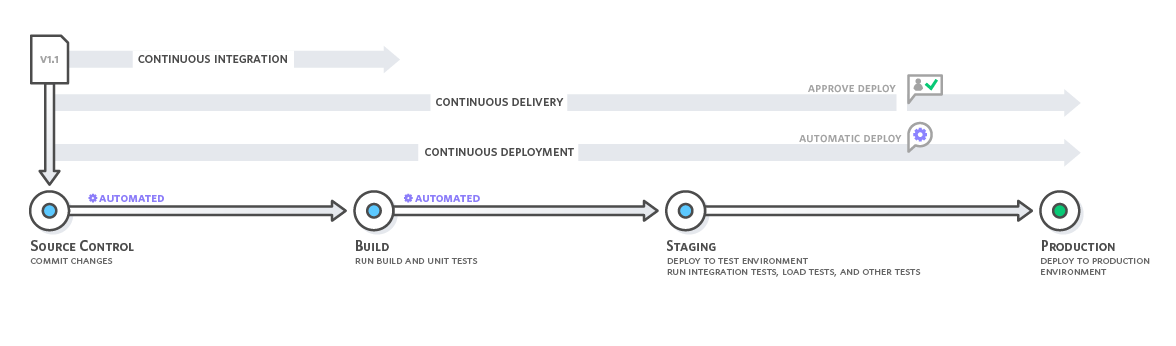 V1.1
CONTINUOUS INTEGRATION
APPROVE DEPLOY
CONTINUOUS DELIVERY
AUTOMATIC DEPLOY
CONTINUOUS DEPLOYMENT
AUTOMATED
AUTOMATED
SOURCE CONTROL
COMMIT CHANGES
BUILD
RUN BUILD AND UNIT TESTS
STAGING
DEPLOY TO TEST ENVIRONMENT
RUN INTEGRATION TESTS, LOAD TESTS, AND OTHER TESTS
PRODUCTION
DEPLOY TO PRODUCTION
ENVIRONMENT